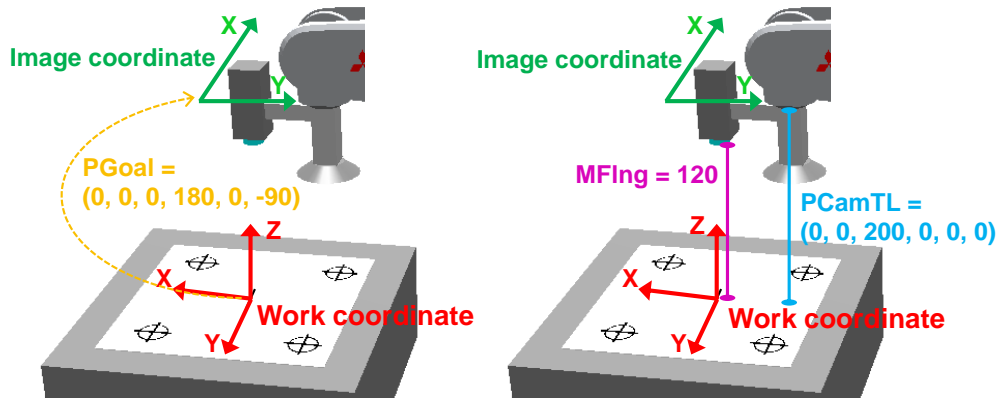 X
Image coordinate
Y
PGoal =
(0, 0, 0, 180, 0, -90)
Z
X
Work coordinate
Y
X
Image coordinate
Y
MFlng = 120
PCamTL =
(0, 0, 200, 0, 0, 0)
Z
X
Work coordinate
Y